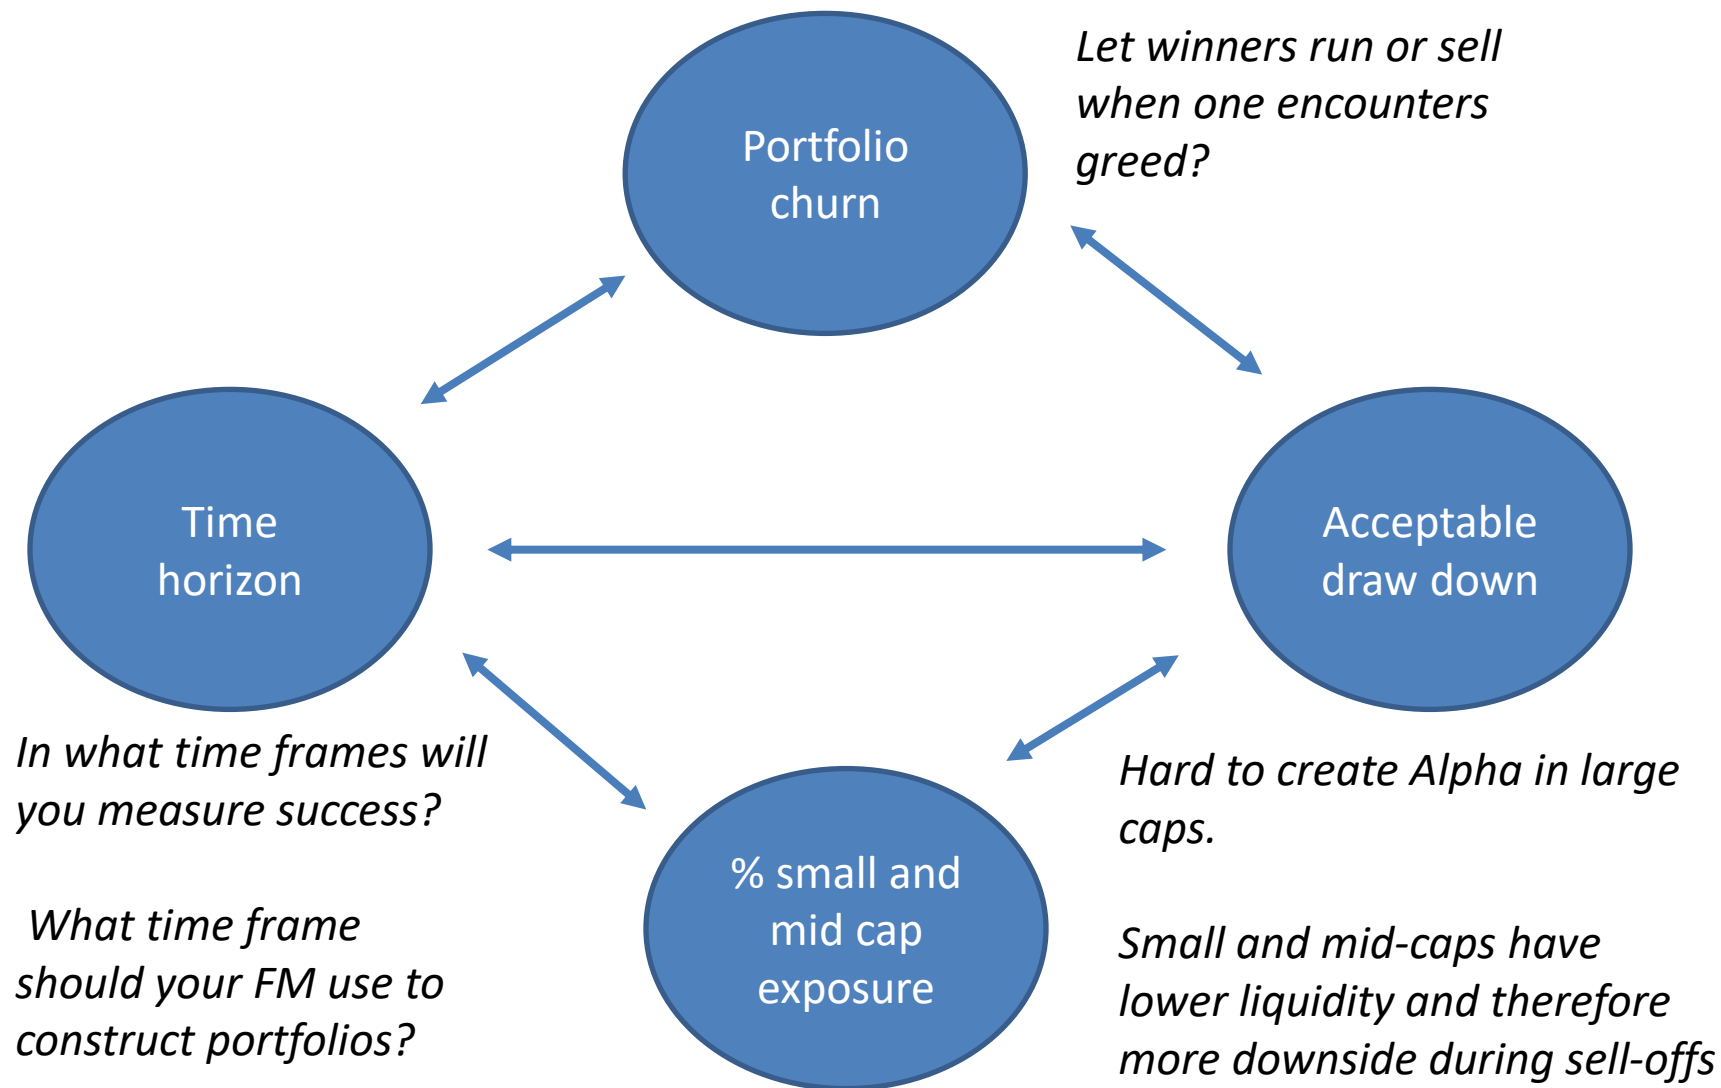 Let winners run or sell
when one encounters
greed?
Portfolio
churn
Time
horizon
Acceptable
draw down
In what time frames will
you measure success?
What time frame
should your FM use to
construct portfolios?
% small and
mid cap
exposure
Hard to create Alpha in large
caps.
Small and mid-caps have
lower liquidity and therefore
more downside during sell-offs